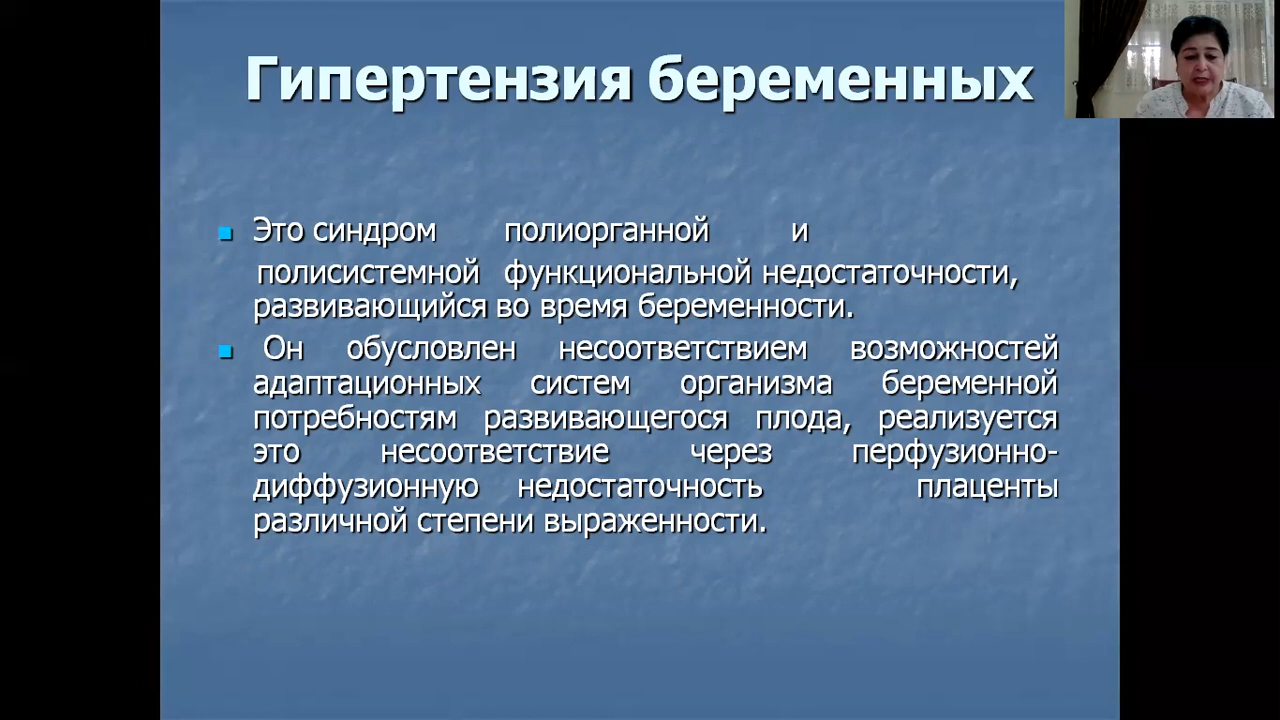 Гипертензия беременных
Это синдром полиорганной и
полисистемной функциональной недостаточности,
развивающийся во время беременности.
Он обусловлен несоответствием возможностей
адаптационных систем организма беременной
потребностям развивающегося плода, реализуется
это несоответствие через перфузионно-
диффузионную недостаточность плаценты
различной степени выраженности.